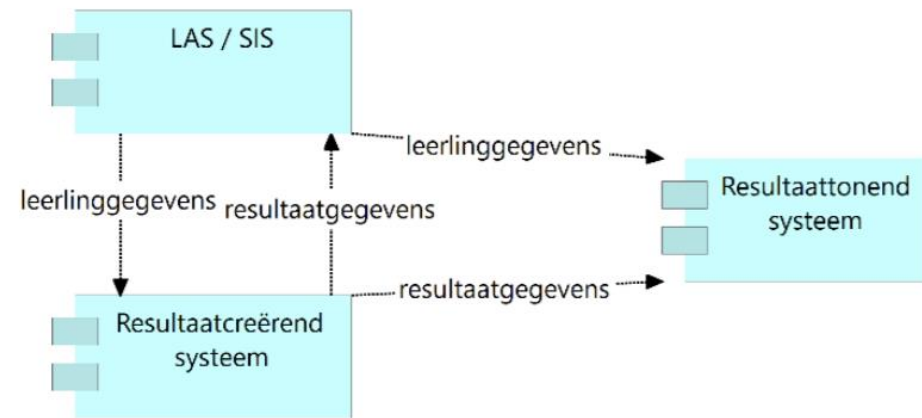 LAS / SIS
leerlinggegevens
leerlinggegevens
resultaatgegevens
Resultaattonend
systeem
resultaatgegevens
Resultaatcreërend
systeem